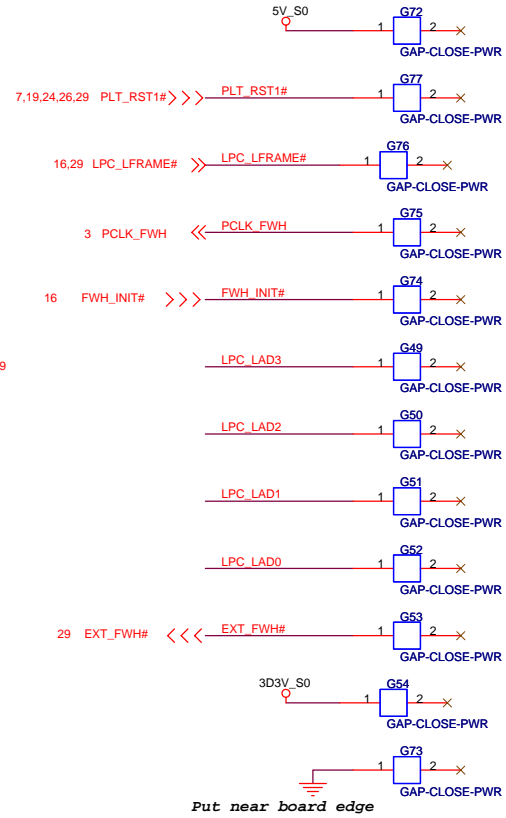 5V_S0
G72
1 2
GAP-CLOSE-PWR
G77
7,19,24,26,29 PLT_RST1# PLT_RST1# 1 2
GAP-CLOSE-PWR
G76
16,29 LPC_LFRAME# LPC_LFRAME# 1 2
GAP-CLOSE-PWR
G75
3 PCLK_FWH PCLK_FWH 1 2
GAP-CLOSE-PWR
G74
16 FWH_INIT# FWH_INIT# 1 2
GAP-CLOSE-PWR
G49
9 LPC_LAD3 1 2
GAP-CLOSE-PWR
G50
LPC_LAD2 1 2
GAP-CLOSE-PWR
G51
LPC_LAD1 1 2
GAP-CLOSE-PWR
G52
LPC_LAD0 1 2
GAP-CLOSE-PWR
G53
29 EXT_FWH# EXT_FWH# 1 2
GAP-CLOSE-PWR
3D3V_S0
G54
1 2
GAP-CLOSE-PWR
G73
1 2
GAP-CLOSE-PWR
Put near board edge